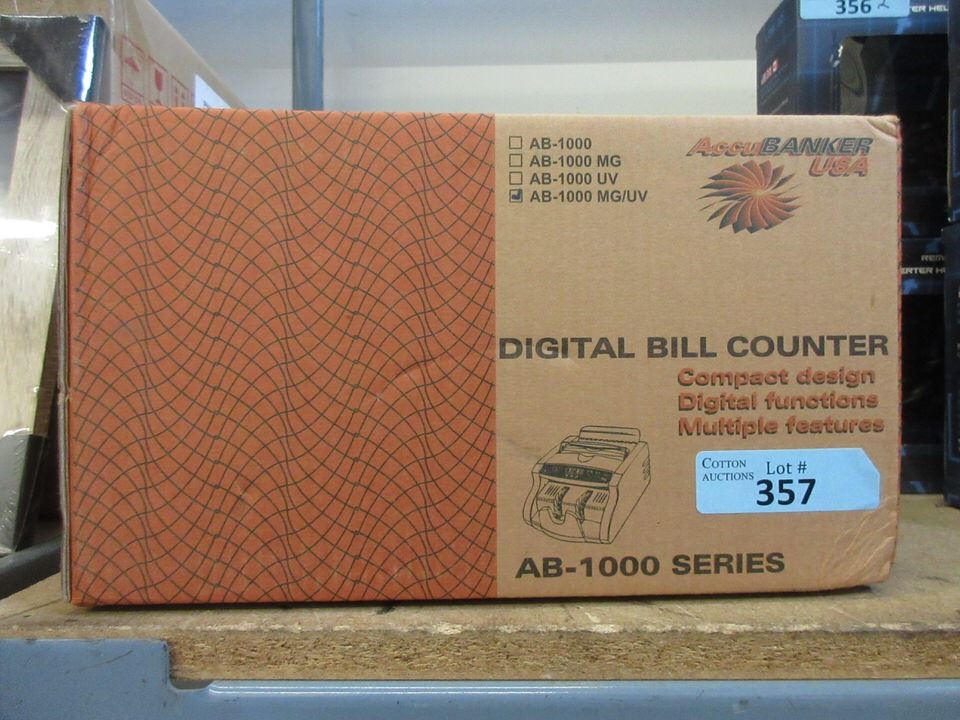 356
AB-1000
AB-1000 MG
AB-1000 UV
AB-1000 MG/UV
AccuBANKER
USA
DIGITAL BILL COUNTER
Compact design
Digital functions
Multiple features
COTTON
AUCTIONS
Lot #
357
AB-1000 SERIES